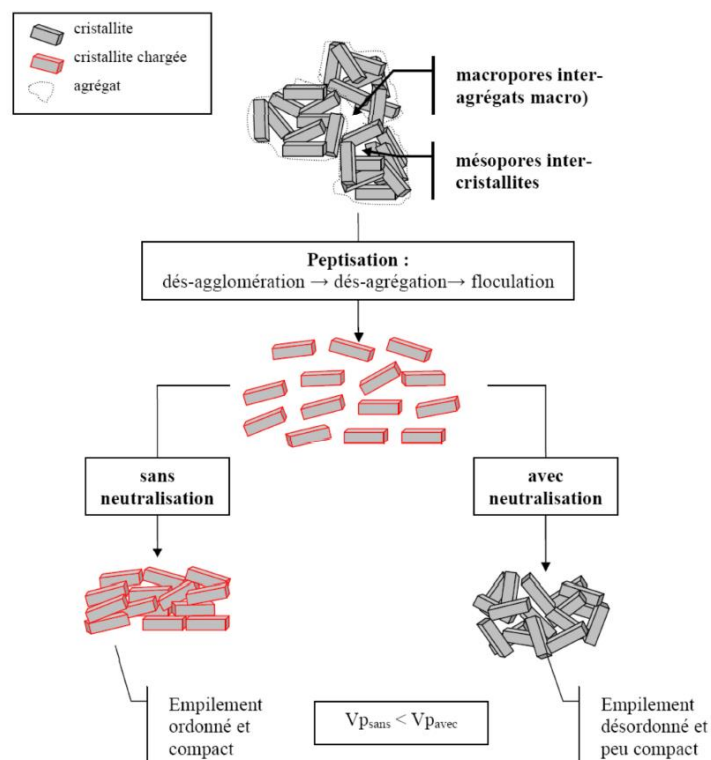 cristallite
cristallite chargée
agrégat
macropores inter-
agrégats macro)
mésopores inter-
cristallites
Peptisation :
dés-agglomération → dés-agrégation→ floculation
sans
neutralisation
avec
neutralisation
Empilement
ordonné et
compact
Vpsans < Vpavec
Empilement
désordonné et
peu compact